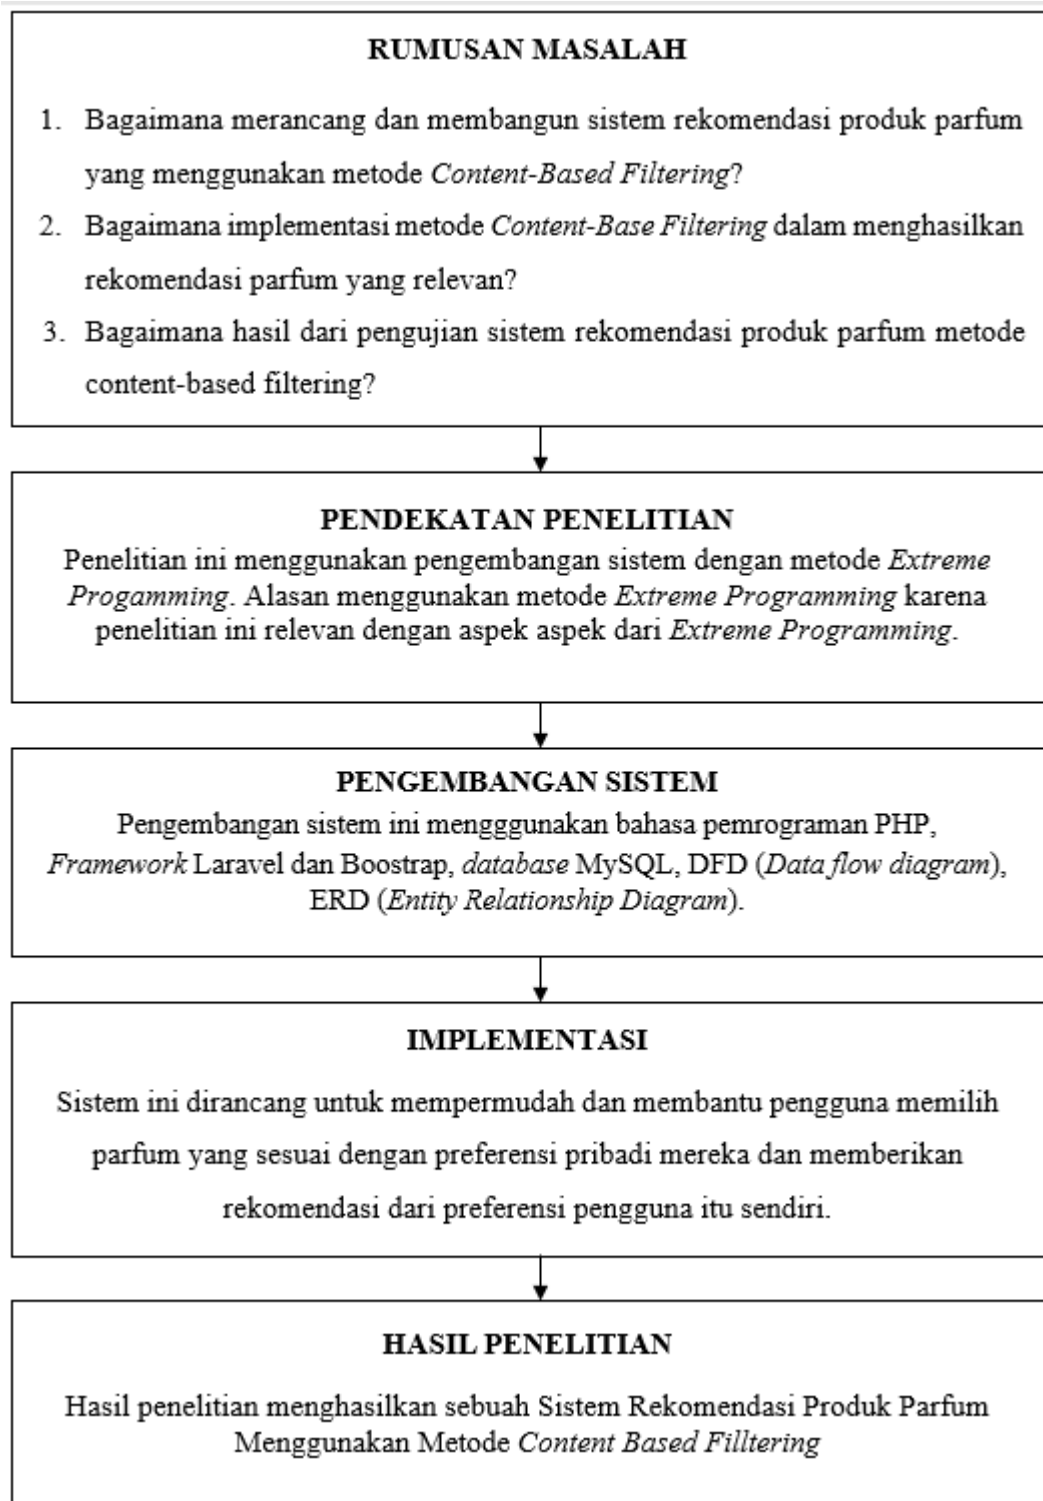 RUMUSAN MASALAH
1. Bagaimana merancang dan membangun sistem rekomendasi produk parfum
yang menggunakan metode Content-Based Filtering?
2. Bagaimana implementasi metode Content-Base Filtering dalam menghasilkan
rekomendasi parfum yang relevan?
3. Bagaimana hasil dari pengujian sistem rekomendasi produk parfum metode
content-based filtering?
PENDEKATAN PENELITIAN
Penelitian ini menggunakan pengembangan sistem dengan metode Extreme
Progamming. Alasan menggunakan metode Extreme Programming karena
penelitian ini relevan dengan aspek aspek dari Extreme Programming.
PENGEMBANGAN SISTEM
Pengembangan sistem ini mengggunakan bahasa pemrograman PHP,
Framework Laravel dan Boostrap, database MySQL, DFD (Data flow diagram),
ERD (Entity Relationship Diagram).
IMPLEMENTASI
Sistem ini dirancang untuk mempermudah dan membantu pengguna memilih
parfum yang sesuai dengan preferensi pribadi mereka dan memberikan
rekomendasi dari preferensi pengguna itu sendiri.
HASIL PENELITIAN
Hasil penelitian menghasilkan sebuah Sistem Rekomendasi Produk Parfum
Menggunakan Metode Content Based Filltering